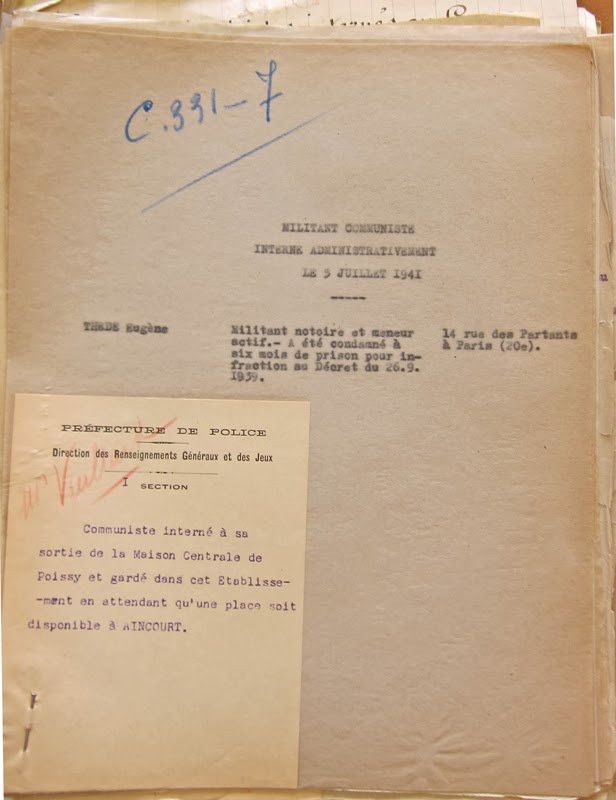 C.331-7
MILITANT COMMUNISTE
INTERNE ADMINISTRATIVEMENT
LE 5 JUILLET 1941
THEDE Eugène
Militant notoire et meneur
actif.- A été condamné à
six mois de prison pour in-
fraction au Décret du 26.9.
1939.
14 rue des Partants
à Paris (20e).
PRÉFECTURE DE POLICE
Direction des Renseignements Généraux et des Jeux
I SECTION
Communiste interné à sa
sortie de la Maison Centrale de
Poissy et gardé dans cet Etablisse-
-ment en attendant qu'une place soit
disponible à AINCOURT.